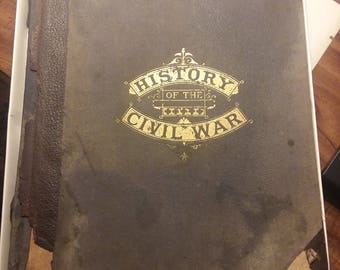 HISTORY
OF THE
CIVIL WAR